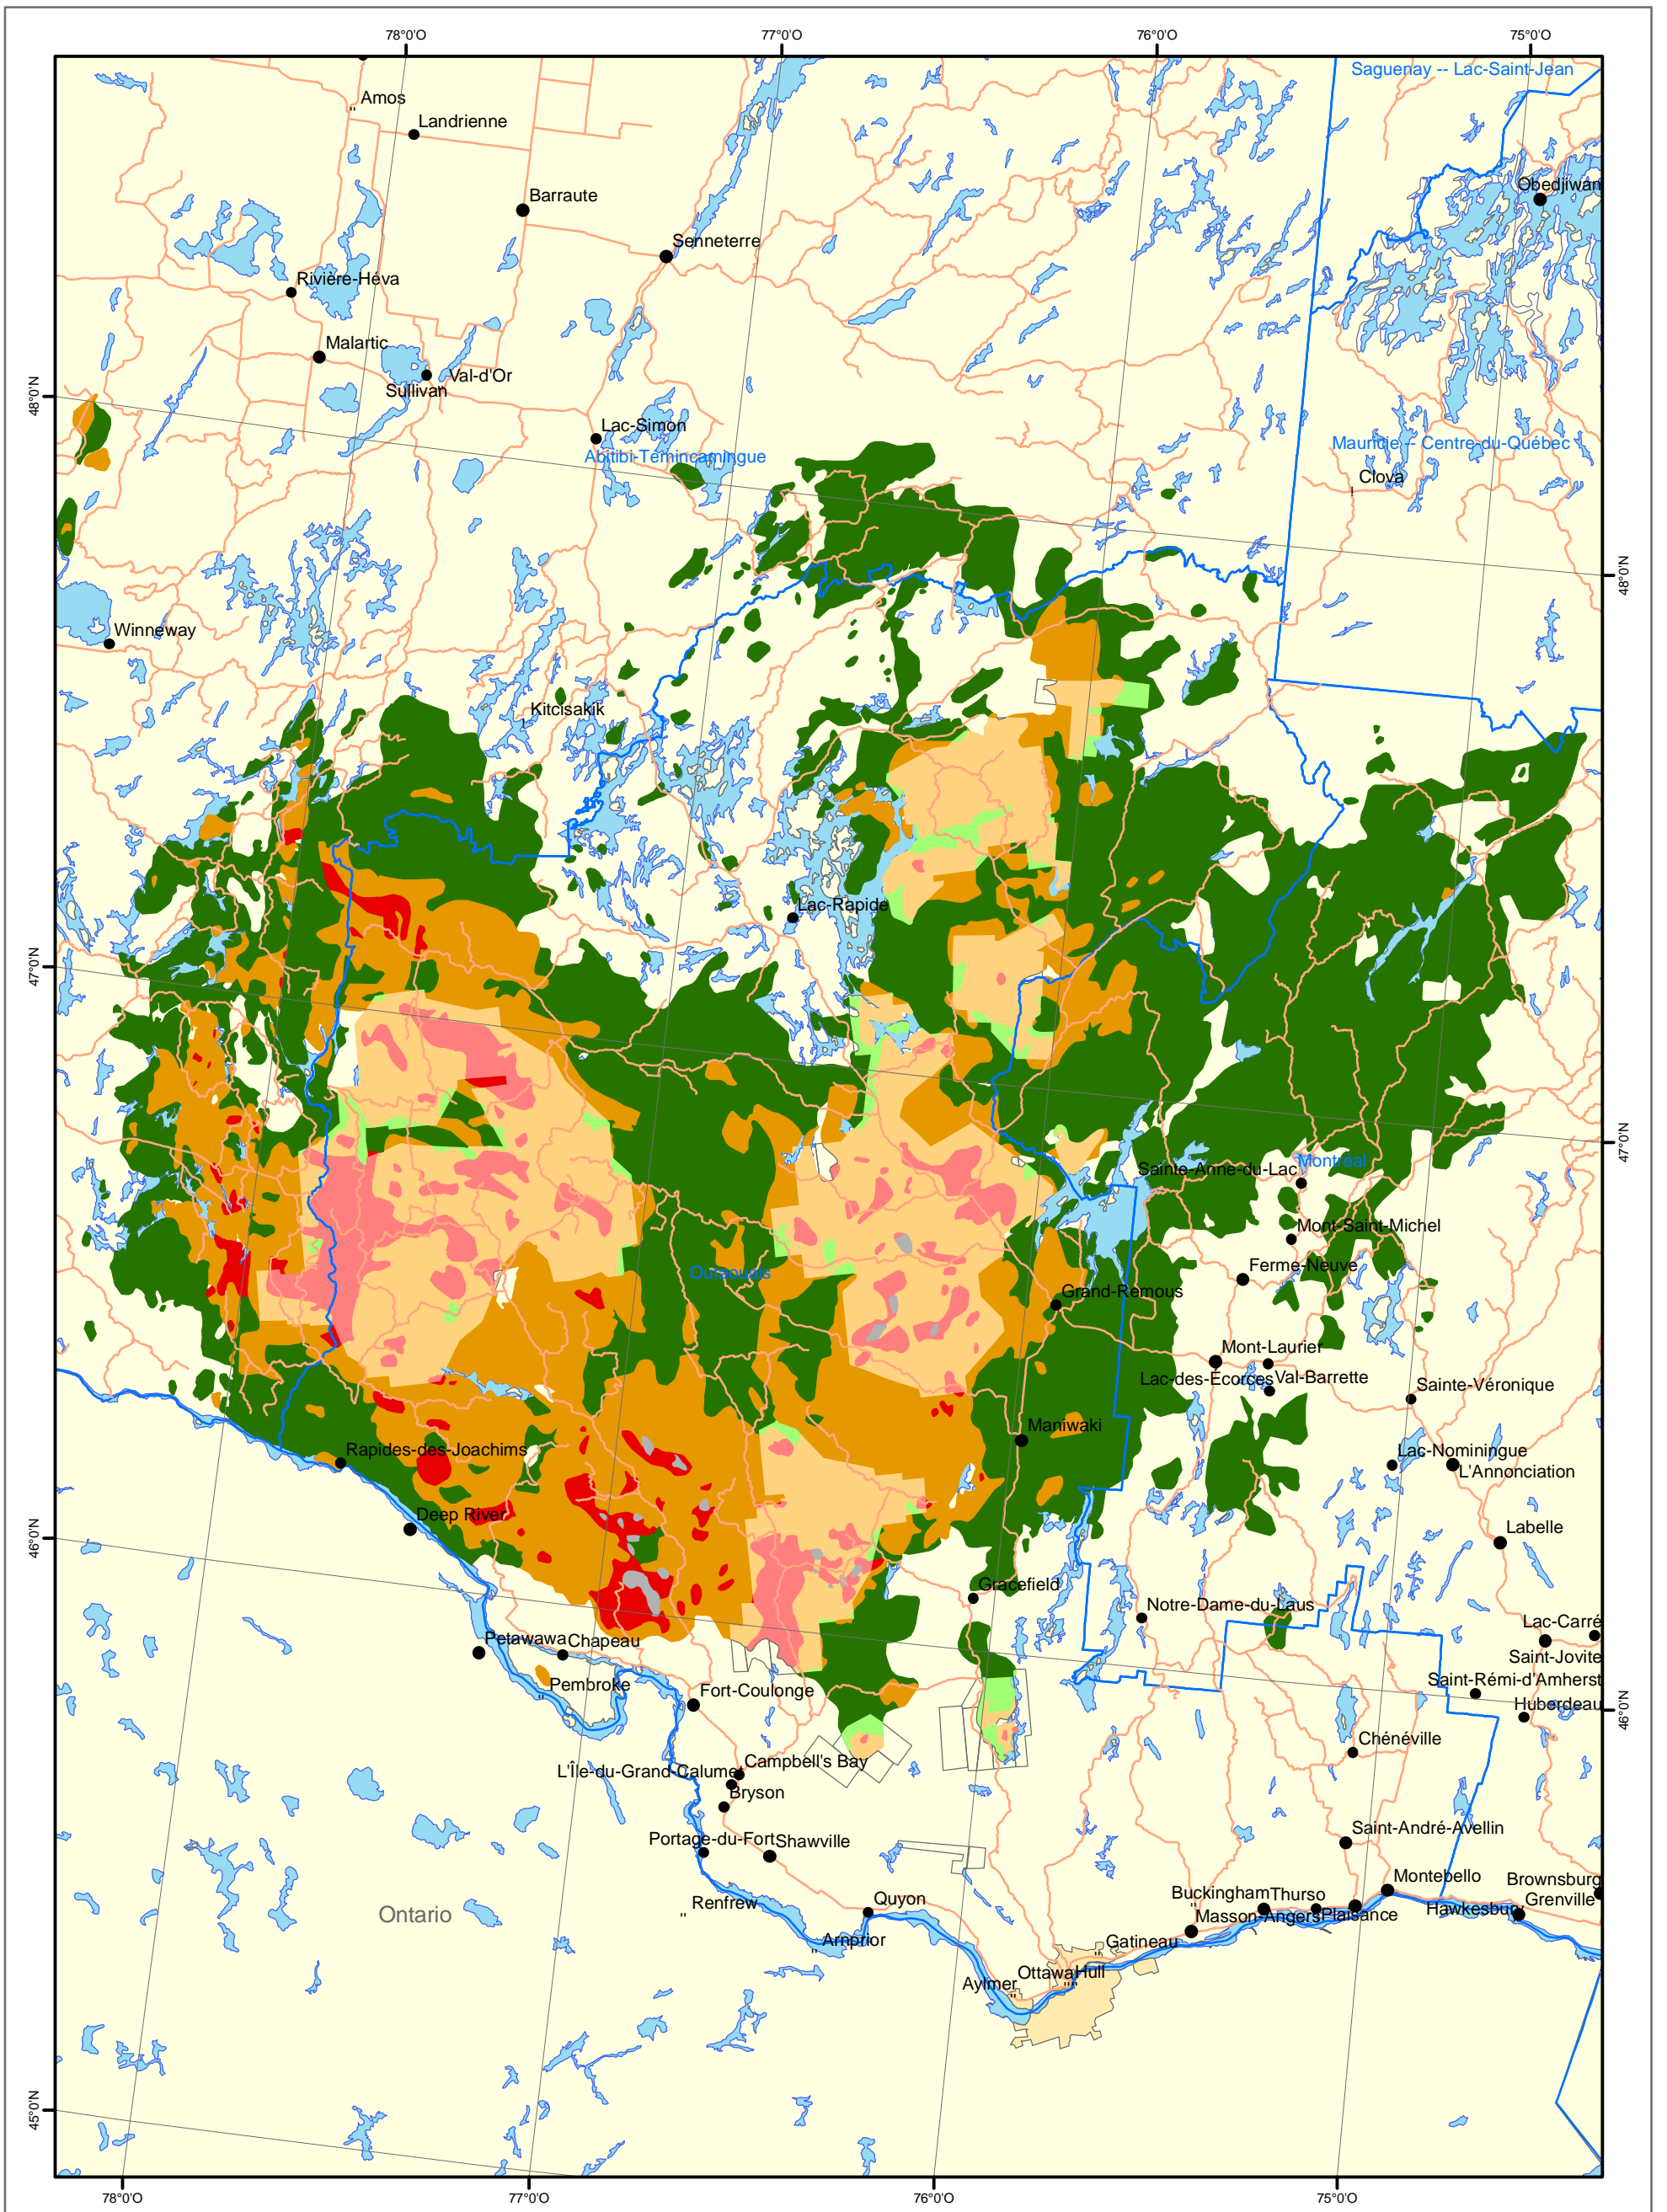 78°0'O
77°0'O
76°0'O
75°0'O
Saguenay -- Lac-Saint-Jean
Amos
Landrienne
Obedjiwan
Barraute
Senneterre
Rivière-Héva
Malartic
Val-d'Or
Sullivan
48°0'N
Lac-Simon
Abitibi-Témincamingue
Mauricie -- Centre-du-Québec
Clova
48°0'N
Winneway
Kitcisakik
Lac-Rapide
47°0'N
47°0'N
Sainte-Anne-du-Lac
Montréal
Mont-Saint-Michel
Ferme-Neuve
Outaouais
Grand-Remous
Mont-Laurier
Lac-des-Ecorces
Val-Barrette
Sainte-Véronique
Maniwaki
Rapides-des-Joachims
Lac-Nominingue
L'Annonciation
Deep River
46°0'N
Labelle
Gracefield
Notre-Dame-du-Laus
Lac-Carré
Petawawa
Chapeau
Saint-Jovite
Saint-Rémi-d'Amherst
Pembroke
Fort-Coulonge
Huberdeau
46°0'N
Chénéville
Campbell's Bay
L'Île-du-Grand-Calumet
Bryson
Saint-André-Avellin
Portage-du-Fort
Shawville
Montebello
Brownsburg
Buckingham
Thurso
Grenville
Renfrew
Quyon
Hawkesbury
Masson-Angers
Plaisance
Ontario
Arnprior
Gatineau
Ottawa
Hull
Aylmer
45°0'N
78°0'O
77°0'O
76°0'O
75°0'O